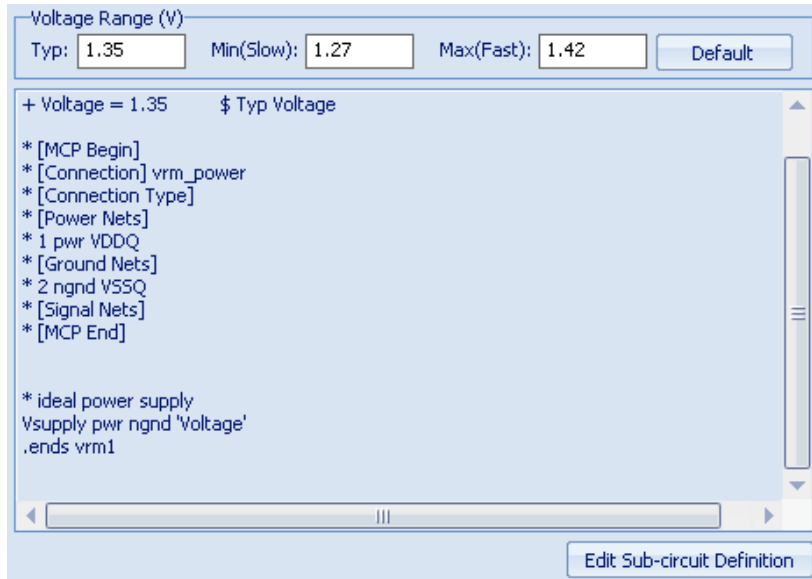 Voltage Range (V)
Typ: 1.35 Min(Slow): 1.27 Max(Fast): 1.42 Default
+ Voltage = 1.35 $ Typ Voltage
* [MCP Begin]
* [Connection] vrm_power
* [Connection Type]
* [Power Nets]
* 1 pwr VDDQ
* [Ground Nets]
* 2 ngnd VSSQ
* [Signal Nets]
* [MCP End]
* ideal power supply
Vsupply pwr ngnd 'Voltage'
.ends vrm1
Edit Sub-circuit Definition